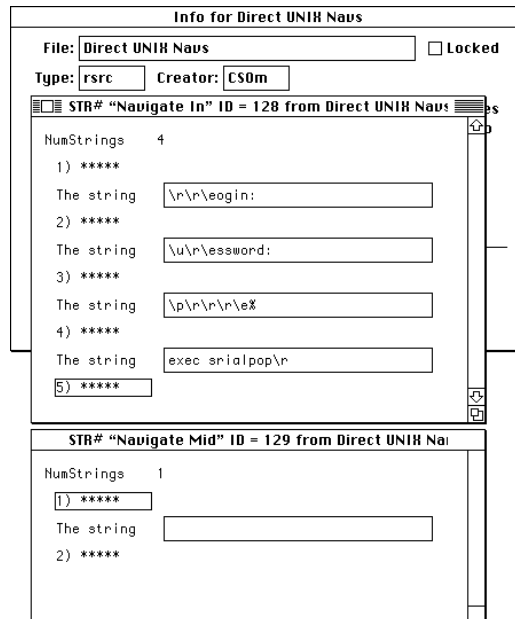 Info for Direct UNIX Navs
File: Direct UNIX Navs Locked
Type: rsrc Creator: CSOm
STR# “Navigate In” ID = 128 from Direct UNIX Navs
NumStrings 4
1) *****
The string \r\r\eogin:
2) *****
The string \u\r\essword:
3) *****
The string \p\r\r\r\e%
4) *****
The string exec srialpop\r
5) *****
STR# “Navigate Mid” ID = 129 from Direct UNIX Na
NumStrings 1
1) *****
The string
2) *****